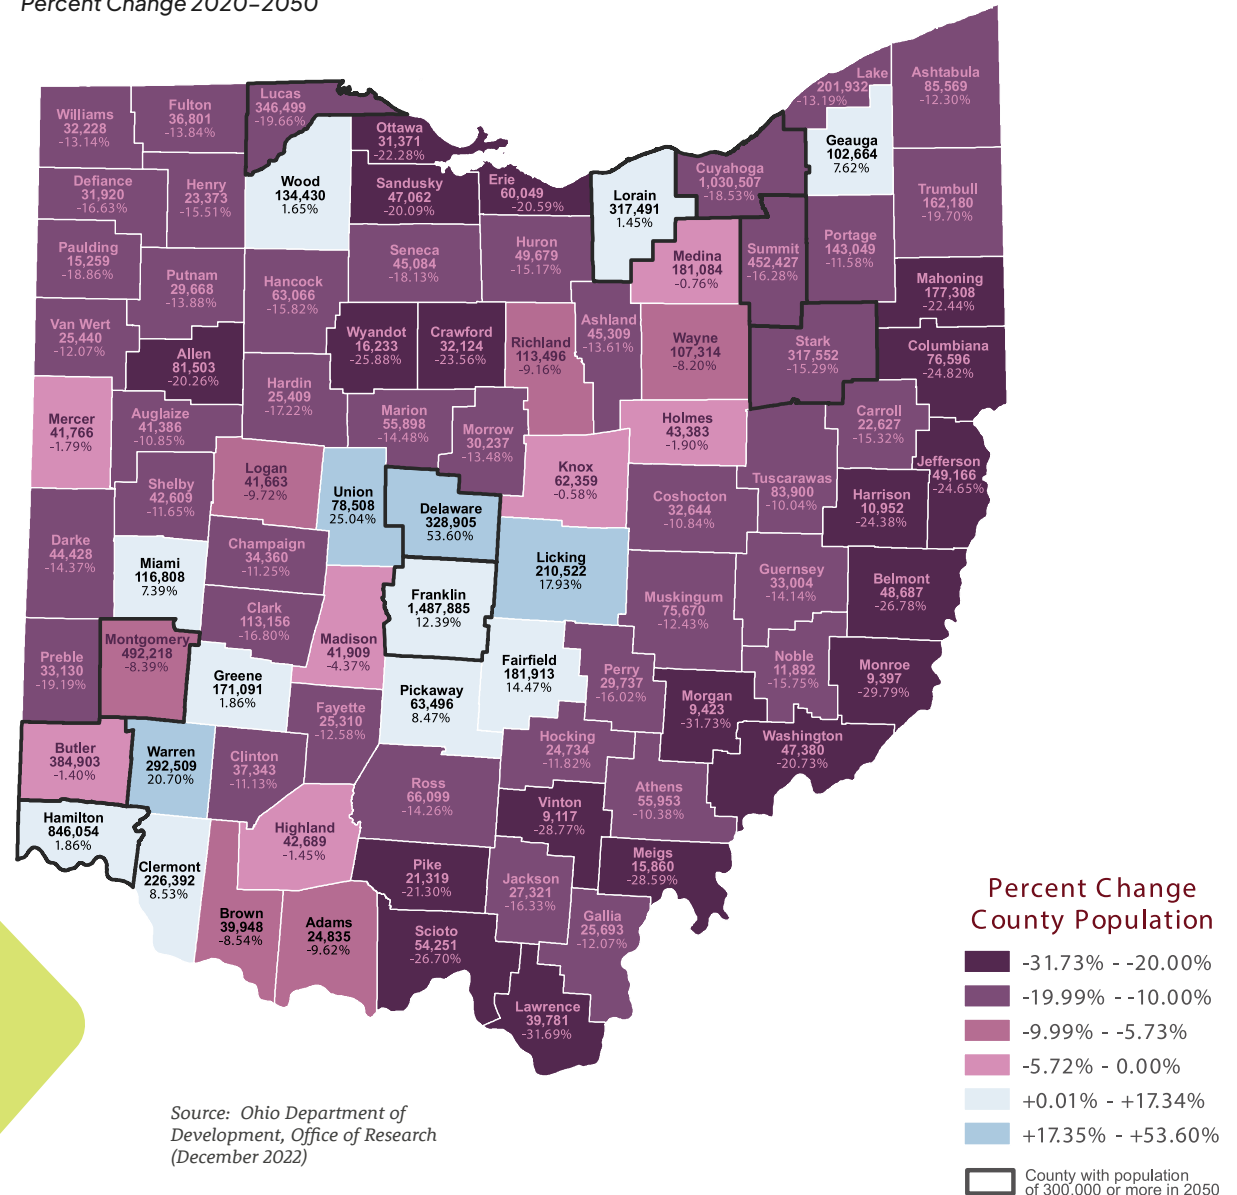 Percent Change 2020–2050
Williams
32,228
-13.14%
Fulton
36,801
-13.84%
Lucas
346,499
-19.66%
Ottawa
31,371
-22.28%
Lake
201,932
-13.19%
Ashtabula
85,569
-12.30%
Geauga
102,664
7.62%
Defiance
31,920
-16.63%
Henry
23,373
-15.51%
Wood
134,430
1.65%
Sandusky
47,062
-20.09%
Erie
60,049
-20.59%
Lorain
317,491
1.45%
Cuyahoga
1,030,507
-18.53%
Trumbull
162,180
-19.70%
Paulding
15,259
-18.86%
Putnam
29,668
-13.88%
Hancock
63,066
-15.82%
Seneca
45,084
-18.13%
Huron
49,679
-15.17%
Medina
181,084
-0.76%
Summit
452,427
-16.28%
Portage
143,049
-11.58%
Mahoning
177,308
-22.44%
Van Wert
25,440
-12.07%
Allen
81,503
-20.26%
Wyandot
16,233
-25.88%
Crawford
32,124
-23.56%
Richland
113,496
-9.16%
Ashland
45,309
-13.61%
Wayne
107,314
-8.20%
Stark
317,552
-15.29%
Columbiana
76,596
-24.82%
Mercer
41,766
-1.79%
Auglaize
41,386
-10.85%
Hardin
25,409
-17.22%
Marion
55,898
-14.48%
Morrow
30,237
-13.48%
Holmes
43,383
-1.90%
Carroll
22,627
-15.32%
Shelby
42,609
-11.65%
Logan
41,663
-9.72%
Union
78,508
25.04%
Delaware
328,905
53.60%
Knox
62,359
-0.58%
Coshocton
32,644
-10.84%
Tuscarawas
83,900
-10.04%
Harrison
10,952
-24.38%
Jefferson
49,166
-24.65%
Darke
44,428
-14.37%
Miami
116,808
7.39%
Champaign
34,360
-11.25%
Clark
113,156
-16.80%
Madison
41,909
-4.37%
Franklin
1,487,885
12.39%
Licking
210,522
17.93%
Muskingum
75,670
-12.43%
Guernsey
33,004
-14.14%
Belmont
48,687
-26.78%
Preble
33,130
-19.19%
Montgomery
492,218
-8.39%
Greene
171,091
1.86%
Fayette
25,310
-12.58%
Pickaway
63,496
8.47%
Fairfield
181,913
14.47%
Perry
29,737
-16.02%
Morgan
9,423
-31.73%
Noble
11,892
-15.75%
Monroe
9,397
-29.79%
Butler
384,903
-1.40%
Warren
292,509
20.70%
Clinton
37,343
-11.13%
Ross
66,099
-14.26%
Hocking
24,734
-11.82%
Vinton
9,117
-28.77%
Athens
55,953
-10.38%
Washington
47,380
-20.73%
Hamilton
846,054
1.86%
Clermont
226,392
8.53%
Highland
42,689
-1.45%
Brown
39,948
-8.54%
Adams
24,835
-9.62%
Pike
21,319
-21.30%
Scioto
54,251
-26.70%
Jackson
27,321
-16.33%
Gallia
25,693
-12.07%
Meigs
15,860
-28.59%
Lawrence
39,781
-31.69%
Percent Change
County Population
-31.73% - -20.00%
-19.99% - -10.00%
-9.99% - -5.73%
-5.72% - 0.00%
+0.01% - +17.34%
+17.35% - +53.60%
County with population
of 300,000 or more in 2050
Source: Ohio Department of
Development, Office of Research
(December 2022)